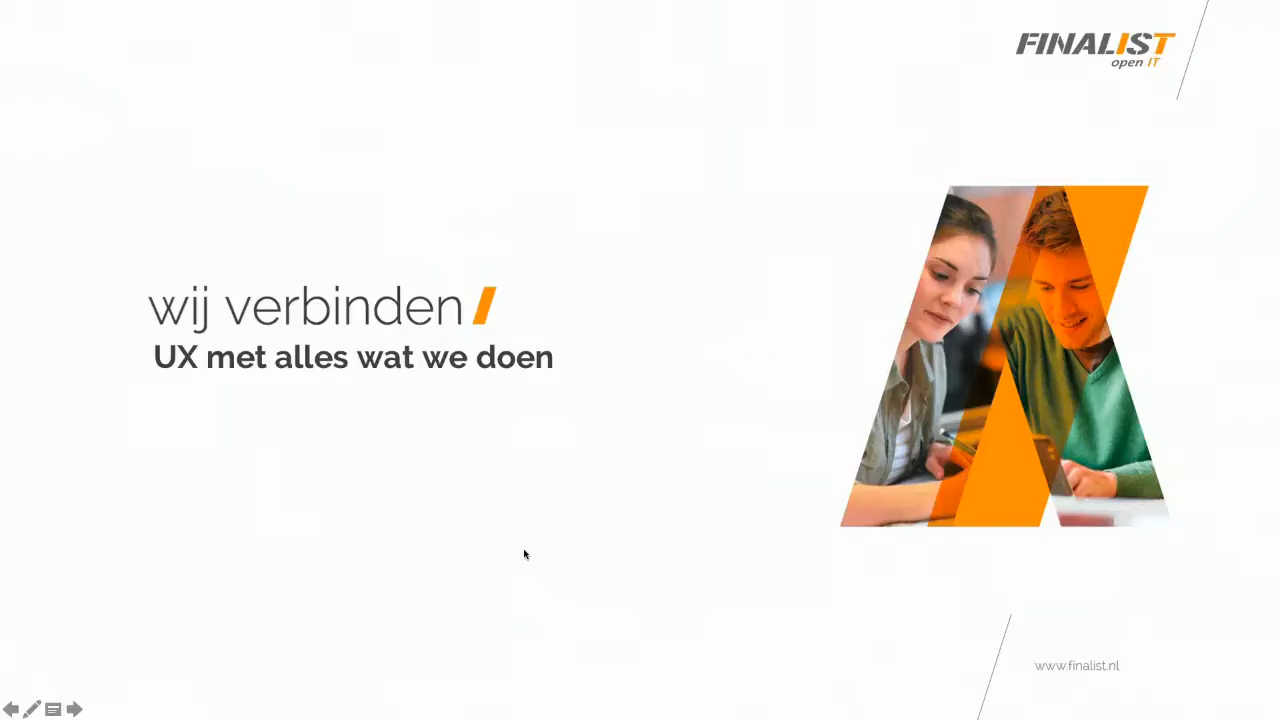 FINALIST
open IT
wij verbinden
UX met alles wat we doen
www.finalist.nl